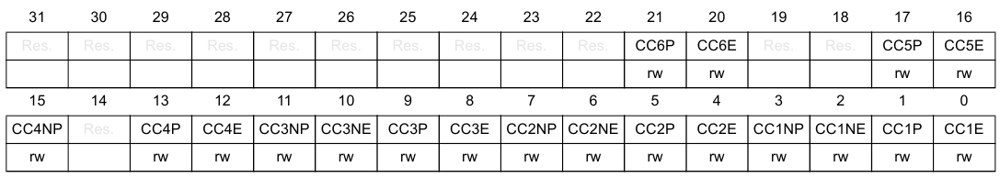 31 30 29 28 27 26 25 24 23 22 21 20 19 18 17 16
Res. Res. Res. Res. Res. Res. Res. Res. Res. Res. CC6P CC6E Res. Res. CC5P CC5E
rw rw rw rw
15 14 13 12 11 10 9 8 7 6 5 4 3 2 1 0
CC4NP Res. CC4P CC4E CC3NP CC3NE CC3P CC3E CC2NP CC2NE CC2P CC2E CC1NP CC1NE CC1P CC1E
rw rw rw rw rw rw rw rw rw rw rw rw rw rw rw